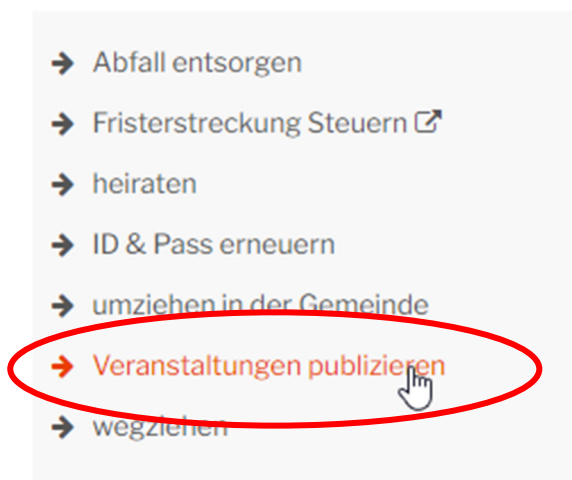 Abfall entsorgen
Fristerstreckung Steuern
heiraten
ID & Pass erneuern
umziehen in der Gemeinde
Veranstaltungen publizieren
wegziehen